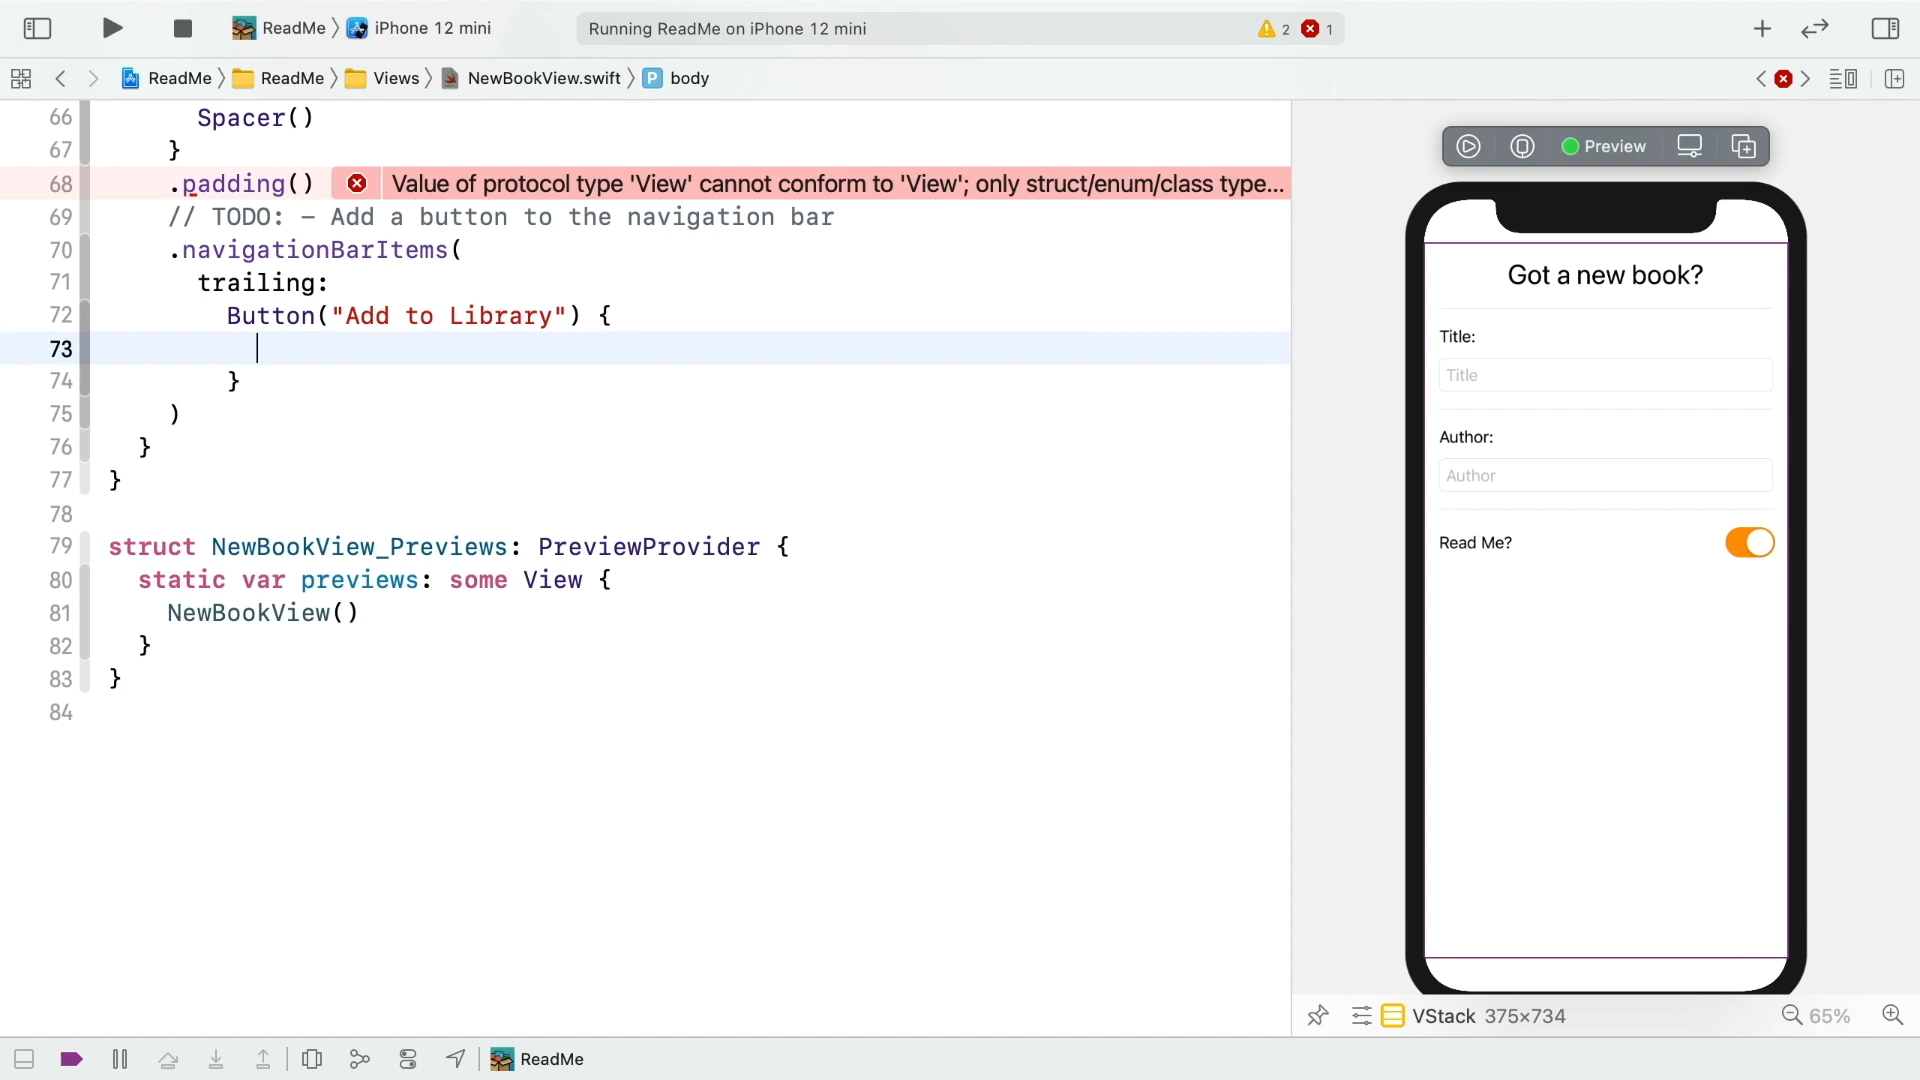 ReadMe iPhone 12 mini Running ReadMe on iPhone 12 mini 2 1
ReadMe ReadMe Views NewBookView.swift P body
66 Spacer()
67 }
68 .padding() Value of protocol type 'View' cannot conform to 'View'; only struct/enum/class type...
69 // TODO: – Add a button to the navigation bar
70 .navigationBarItems(
71 trailing:
72 Button("Add to Library") {
73
74 }
75 )
76 }
77 }
78
79 struct NewBookView_Previews: PreviewProvider {
80 static var previews: some View {
81 NewBookView()
82 }
83 }
84
Preview
Got a new book?
Title:
Title
Author:
Author
Read Me?
VStack 375×734 65%
ReadMe